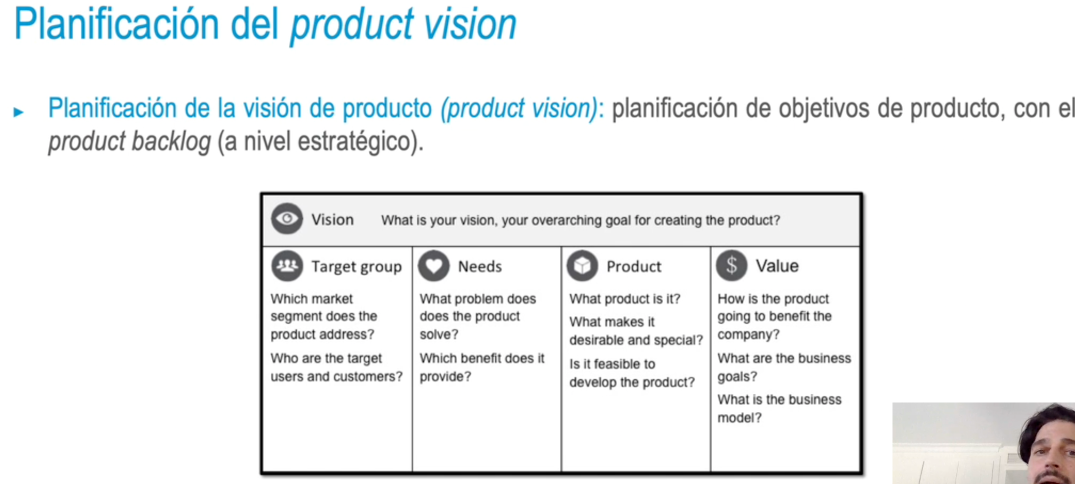 Planificación del product vision
Planificación de la visión de producto (product vision): planificación de objetivos de producto, con el
product backlog (a nivel estratégico).
Vision What is your vision, your overarching goal for creating the product?
Target group
Which market
segment does the
product address?
Who are the target
users and customers?
Needs
What problem does
does the product
solve?
Which benefit does it
provide?
Product
What product is it?
What makes it
desirable and special?
Is it feasible to
develop the product?
$ Value
How is the product
going to benefit the
company?
What are the business
goals?
What is the business
model?